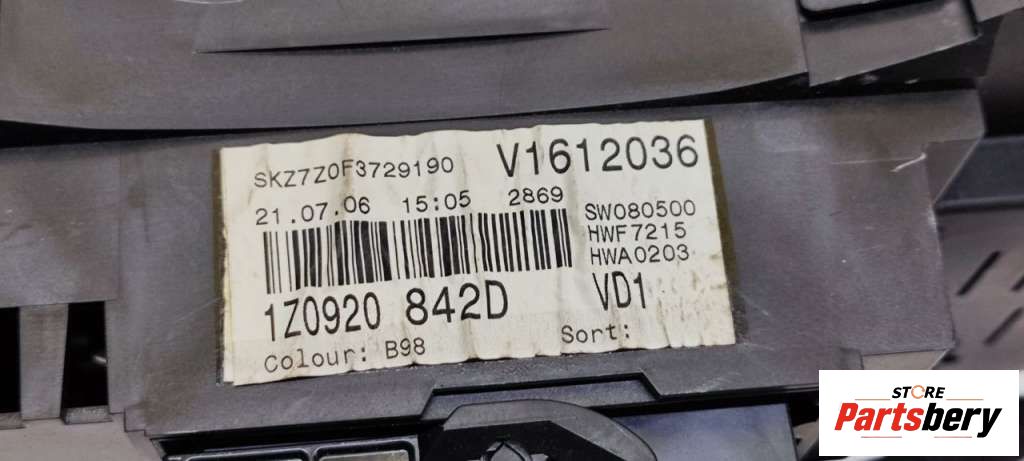 SKZ7Z0F3729190 V1612036
21.07.06 15:05 2869
SW080500
HWF7215
HWA0203
1Z0920 842D VD1
Colour: B98 Sort:
STORE
Partsbery